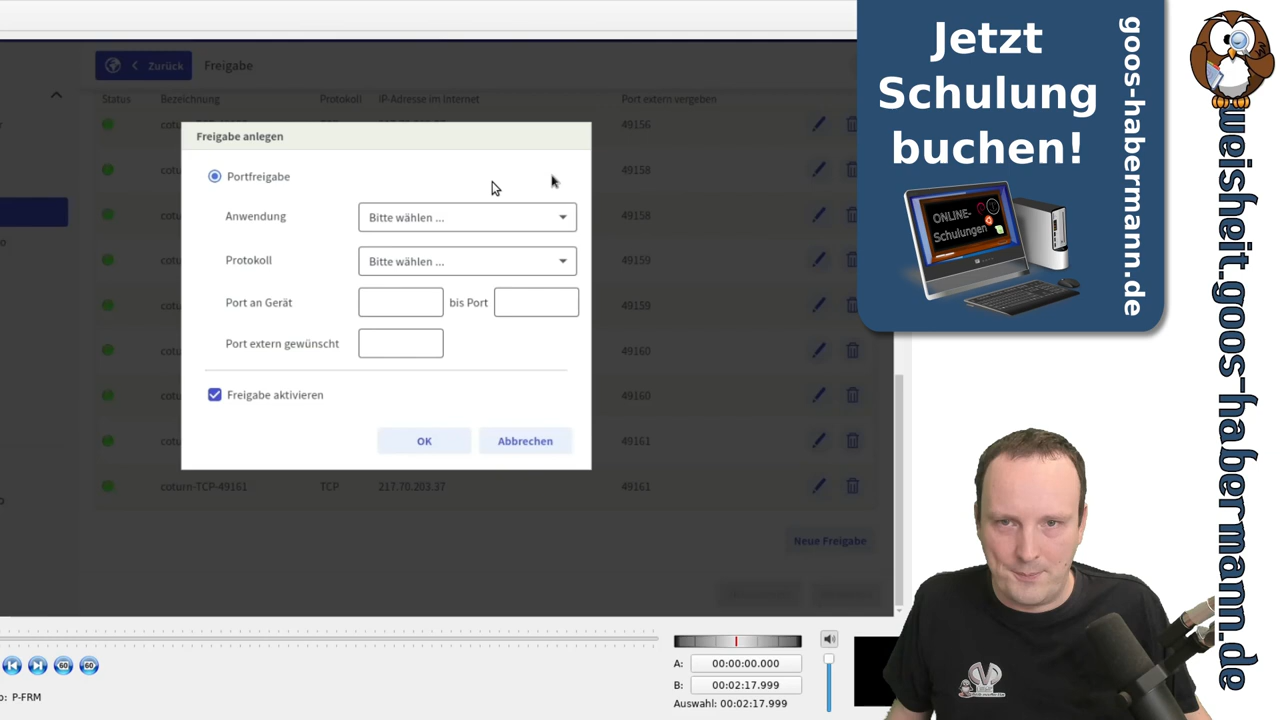 Zurück
Freigabe
Status
Bezeichnung
Protokoll
IP-Adresse im Internet
Port extern vergeben
49156
49158
49158
49159
49159
49160
49160
49161
coturn-TCP-49161
TCP
217.70.203.37
49161
Neue Freigabe
Freigabe anlegen
Portfreigabe
Anwendung
Bitte wählen ...
Protokoll
Bitte wählen ...
Port an Gerät
bis Port
Port extern gewünscht
Freigabe aktivieren
OK
Abbrechen
60
60
o: P-FRM
A:
00:00:00.000
B:
00:02:17.999
Auswahl: 00:02:17.999
Jetzt
Schulung
buchen!
goos-habermann.de
ONLINE-
Schulungen
weisheit.goos-habermann.de